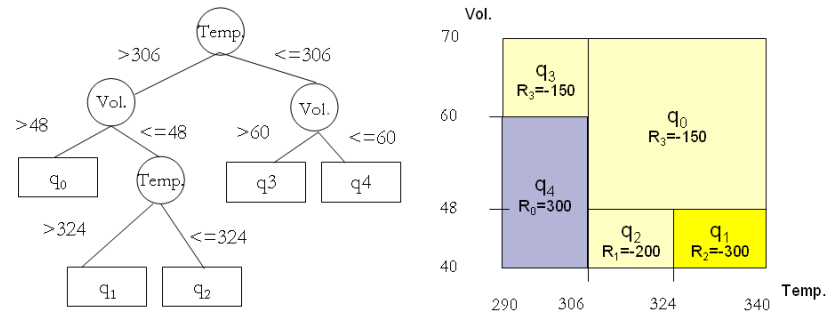 Temp.
>306
<=306
Vol.
Vol.
>48
<=48
>60
<=60
q0
Temp.
q3
q4
>324
<=324
q1
q2
Vol.
70
q3
R3=-150
q0
R3=-150
60
q4
R0=300
48
q2
R1=-200
q1
R2=-300
40
Temp.
290
306
324
340